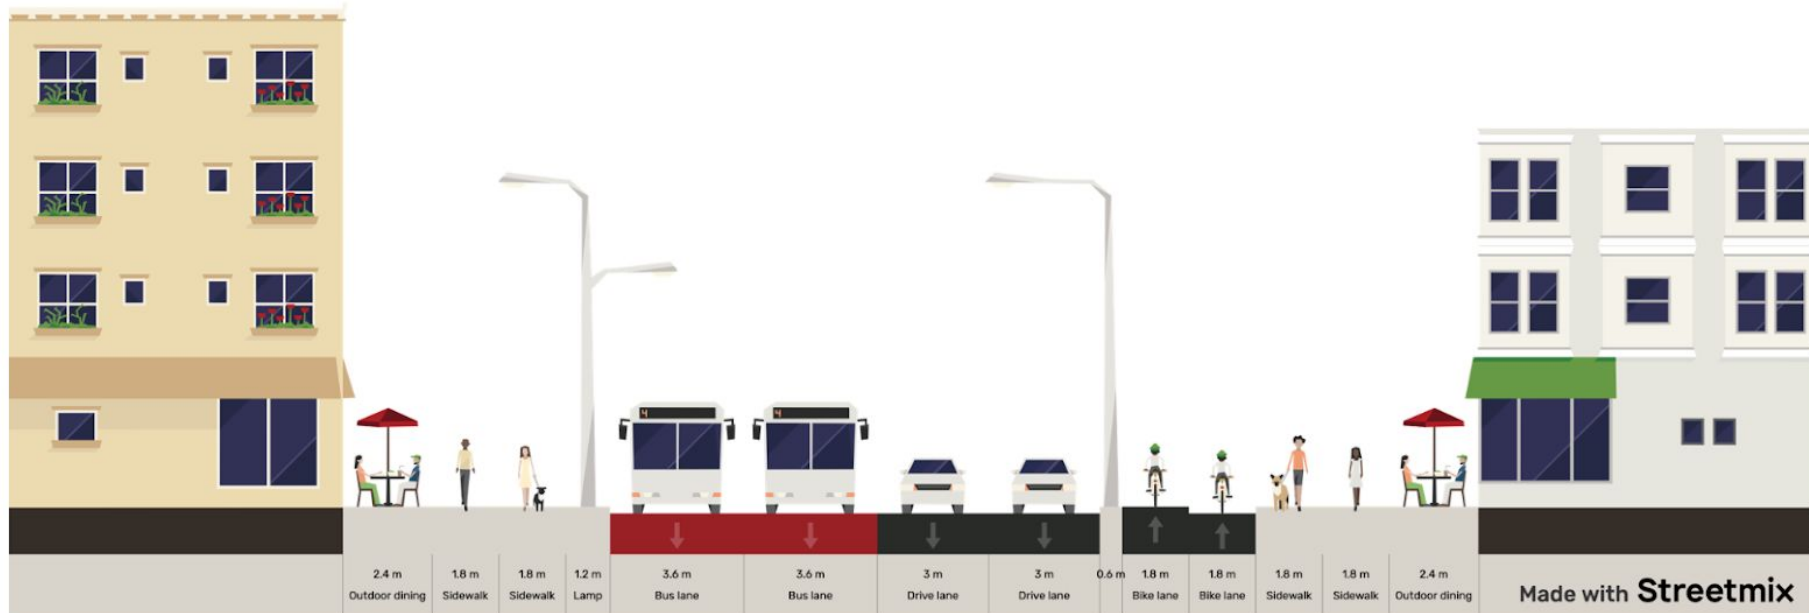 4
4
2.4 m
Outdoor dining
1.8 m
Sidewalk
1.8 m
Sidewalk
1.2 m
Lamp
3.6 m
Bus lane
3.6 m
Bus lane
3 m
Drive lane
3 m
Drive lane
0.6 m
1.8 m
Bike lane
1.8 m
Bike lane
1.8 m
Sidewalk
1.8 m
Sidewalk
2.4 m
Outdoor dining
Made with Streetmix